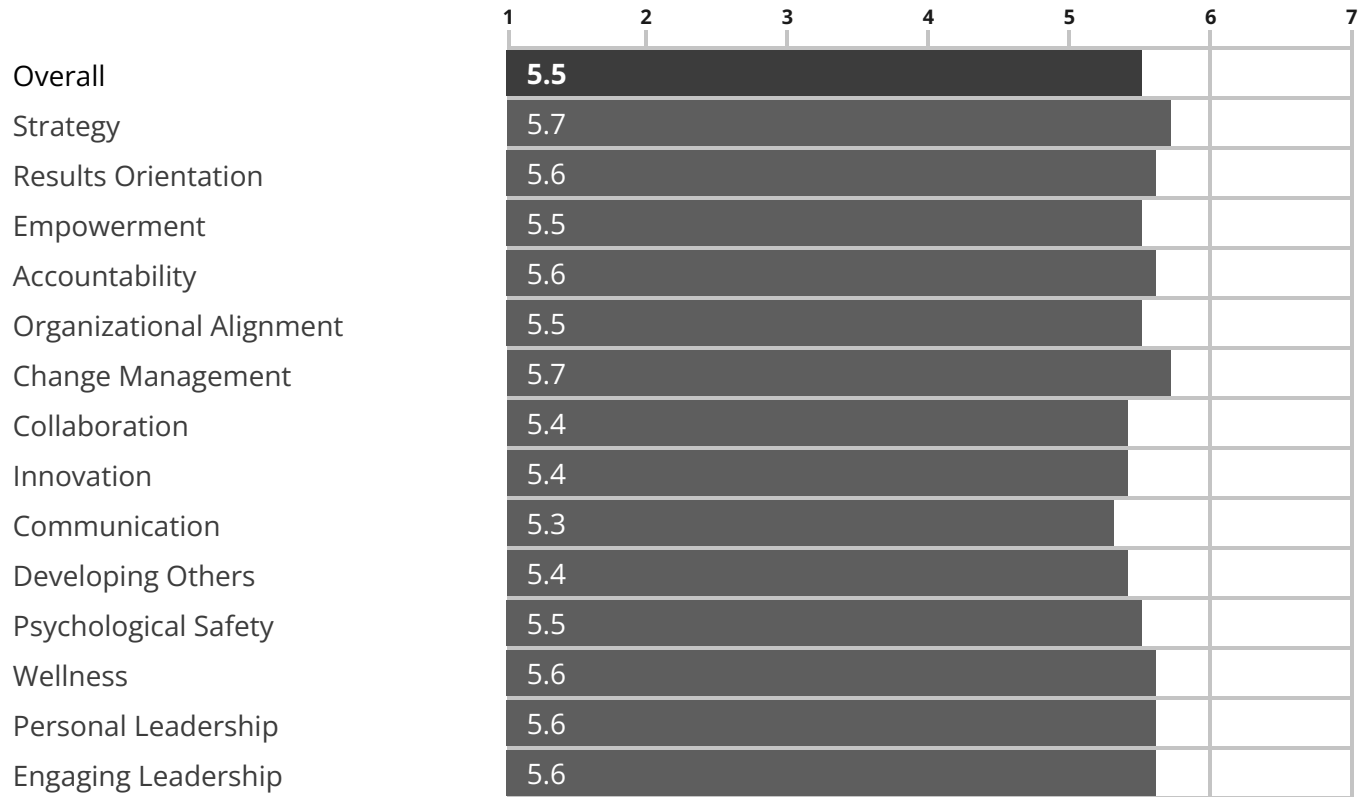 1 2 3 4 5 6 7
Overall 5.5
Strategy 5.7
Results Orientation 5.6
Empowerment 5.5
Accountability 5.6
Organizational Alignment 5.5
Change Management 5.7
Collaboration 5.4
Innovation 5.4
Communication 5.3
Developing Others 5.4
Psychological Safety 5.5
Wellness 5.6
Personal Leadership 5.6
Engaging Leadership 5.6